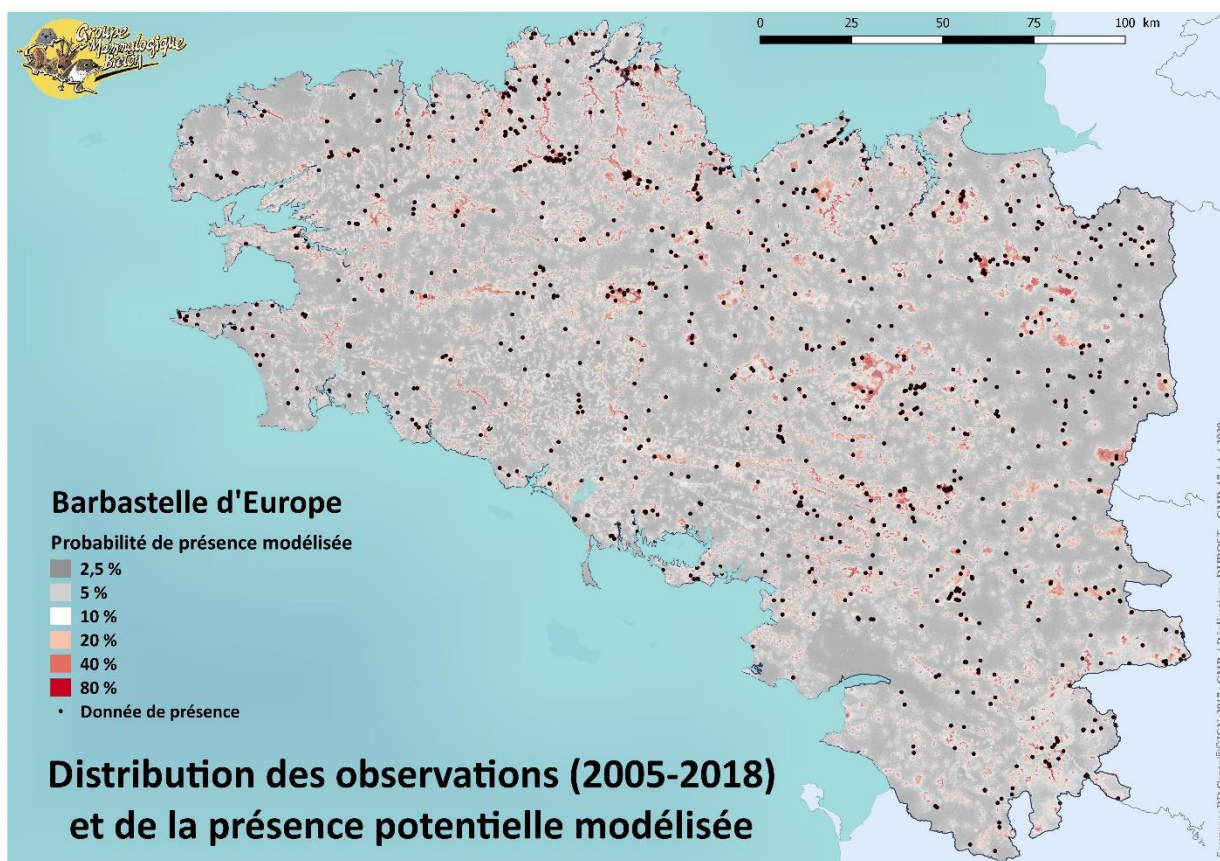 Groupe
Mammalogique
Breton
0 25 50 75 100 km
Barbastelle d'Europe
Probabilité de présence modélisée
2,5 %
5 %
10 %
20 %
40 %
80 %
Donnée de présence
Distribution des observations (2005-2018)
et de la présence potentielle modélisée